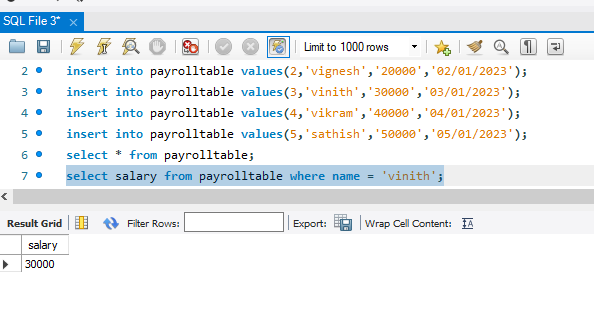 SQL File 3*
Limit to 1000 rows
2 insert into payrolltable values(2,'vignesh','20000','02/01/2023');
3 insert into payrolltable values(3,'vinith','30000','03/01/2023');
4 insert into payrolltable values(4,'vikram','40000','04/01/2023');
5 insert into payrolltable values(5,'sathish','50000','05/01/2023');
6 select * from payrolltable;
7 select salary from payrolltable where name = 'vinith';
Result Grid Filter Rows: Export: Wrap Cell Content: IA
salary
30000